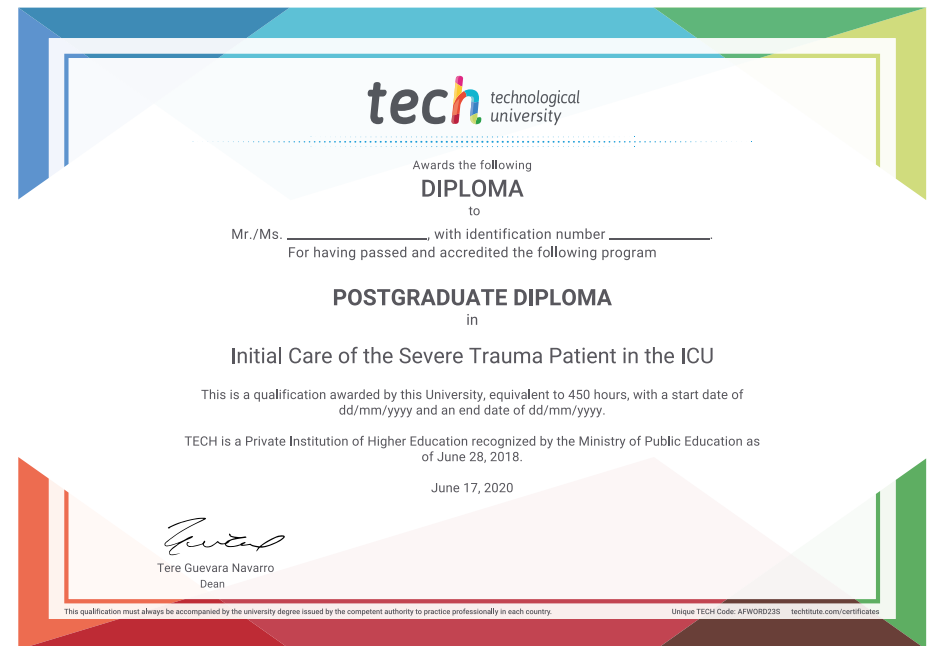 tech technological
university
Awards the following
DIPLOMA
to
Mr./Ms. ____________________, with identification number ______________.
For having passed and accredited the following program
POSTGRADUATE DIPLOMA
in
Initial Care of the Severe Trauma Patient in the ICU
This is a qualification awarded by this University, equivalent to 450 hours, with a start date of
dd/mm/yyyy and an end date of dd/mm/yyyy.
TECH is a Private Institution of Higher Education recognized by the Ministry of Public Education as
of June 28, 2018.
June 17, 2020
Tere Guevara Navarro
Dean
This qualification must always be accompanied by the university degree issued by the competent authority to practice professionally in each country. Unique TECH Code: AFWORD23S techtitute.com/certificates